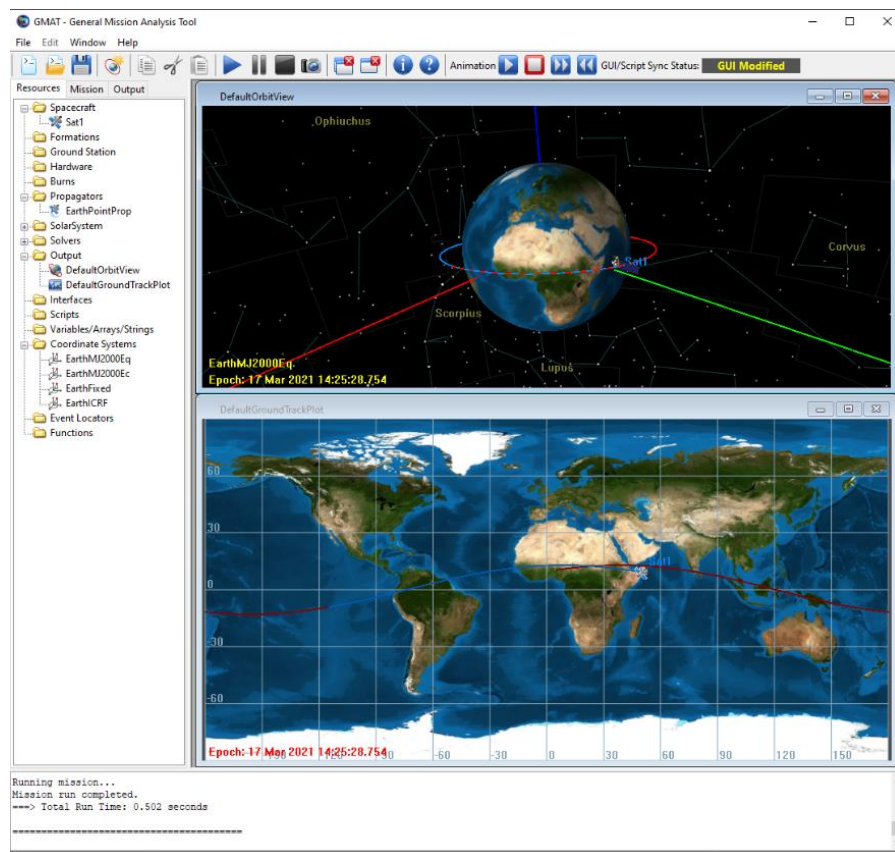 GMAT - General Mission Analysis Tool
File Edit Window Help
Animation GUI/Script Sync Status: GUI Modified
Resources Mission Output
Spacecraft
Sat1
Formations
Ground Station
Hardware
Burns
Propagators
EarthPointProp
SolarSystem
Solvers
Output
DefaultOrbitView
DefaultGroundTrackPlot
Interfaces
Scripts
Variables/Arrays/Strings
Coordinate Systems
EarthMJ2000Eq
EarthMJ2000Ec
EarthFixed
EarthICRF
Event Locators
Functions
DefaultOrbitView
Ophiuchus
Corvus
Sat1
Scorpius
Lupus
EarthMJ2000Eq
Epoch: 17 Mar 2021 14:25:28.754
DefaultGroundTrackPlot
60
30
Sat1
0
-30
-60
Epoch: 17 Mar 2021 14:25:28.754
-90 -60 -30 0 30 60 90 120 150
Running mission...
Mission run completed.
===> Total Run Time: 0.502 seconds
========================================